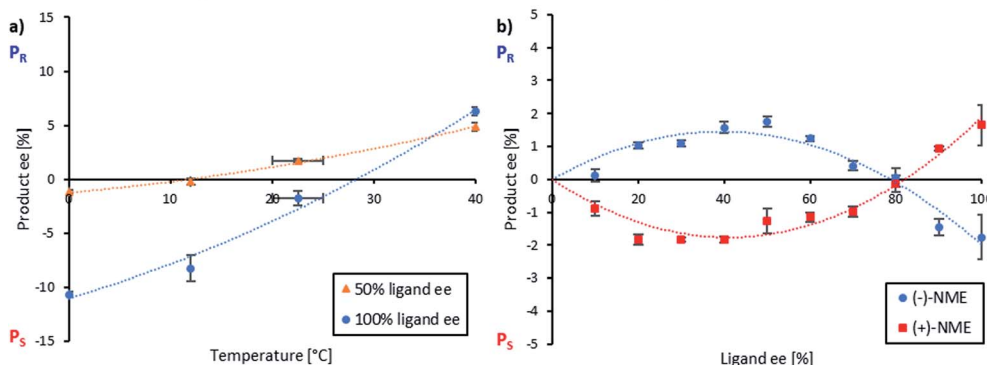 a)
P_R
15
10
5
0
-5
-10
-15
Product ee [%]
0
20
40
P_S
50% ligand ee
100% ligand ee
Temperature [°C]
b)
P_R
5
4
3
2
1
0
-1
-2
-3
-4
-5
Product ee [%]
0
20
40
60
80
100
P_S
(-)-NME
(+)-NME
Ligand ee [%]